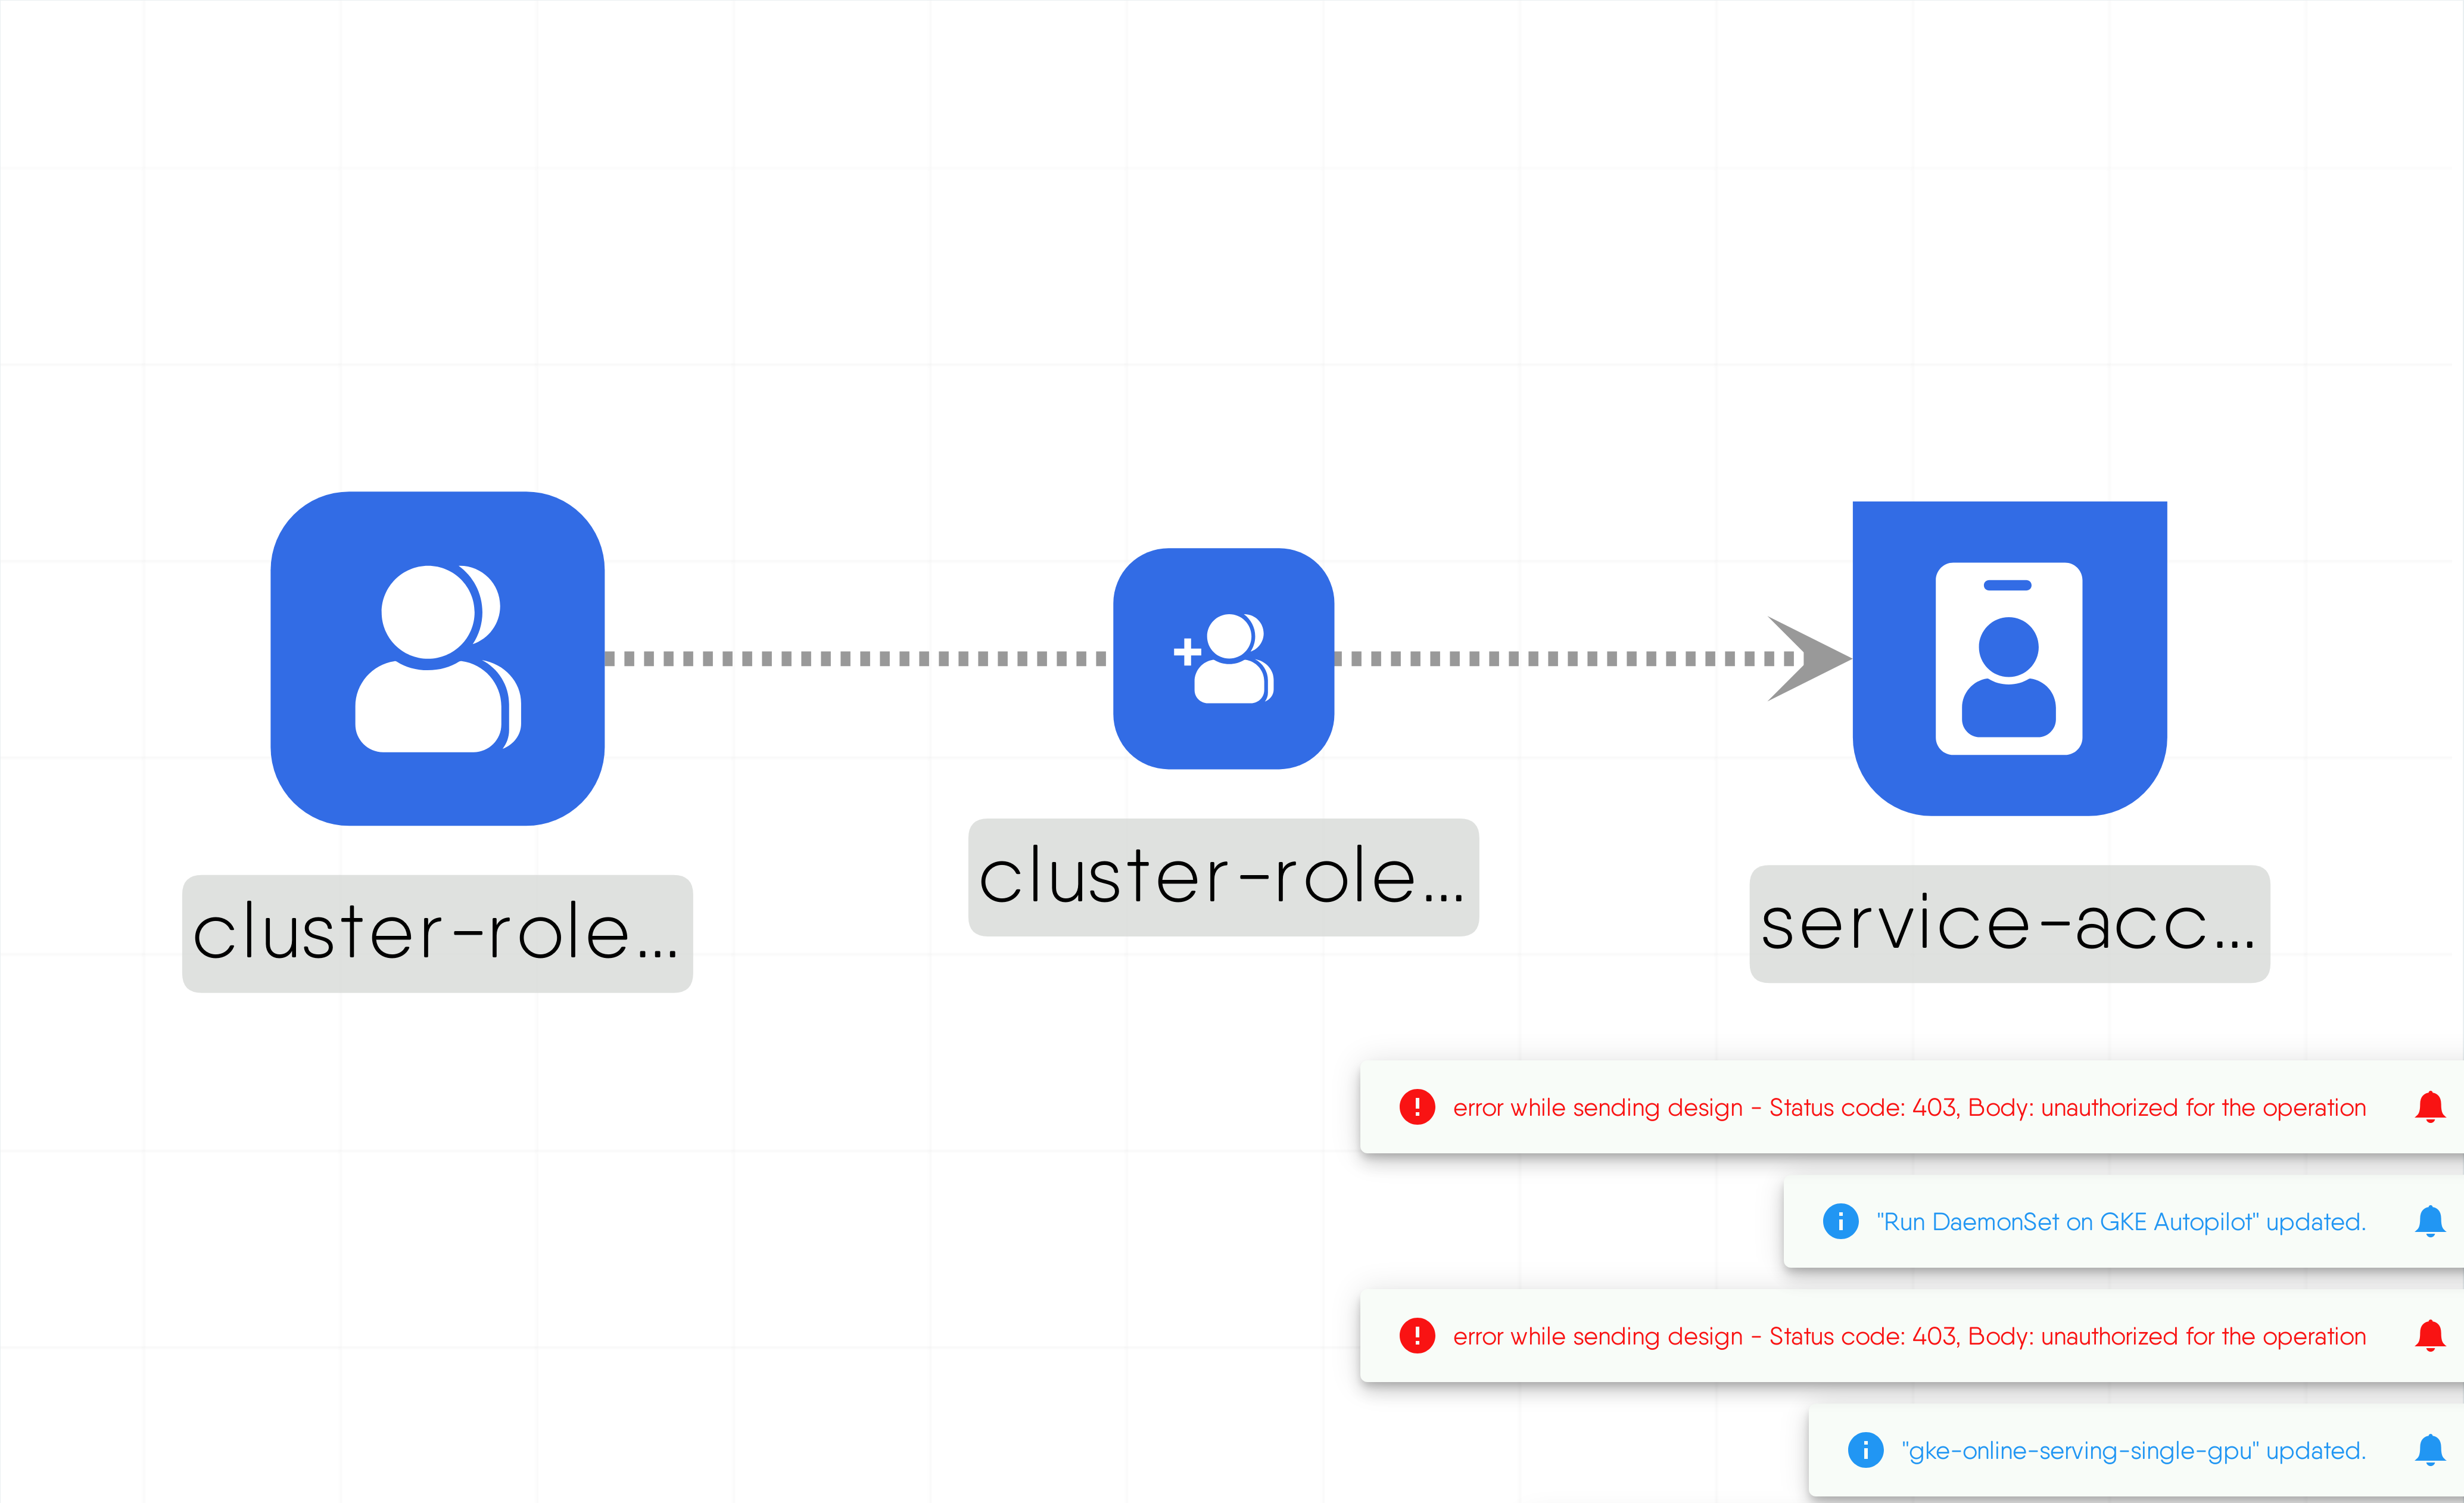 cluster-role...
cluster-role...
service-acc...
error while sending design - Status code: 403, Body: unauthorized for the operation
"Run DaemonSet on GKE Autopilot" updated.
error while sending design - Status code: 403, Body: unauthorized for the operation
"gke-online-serving-single-gpu" updated.